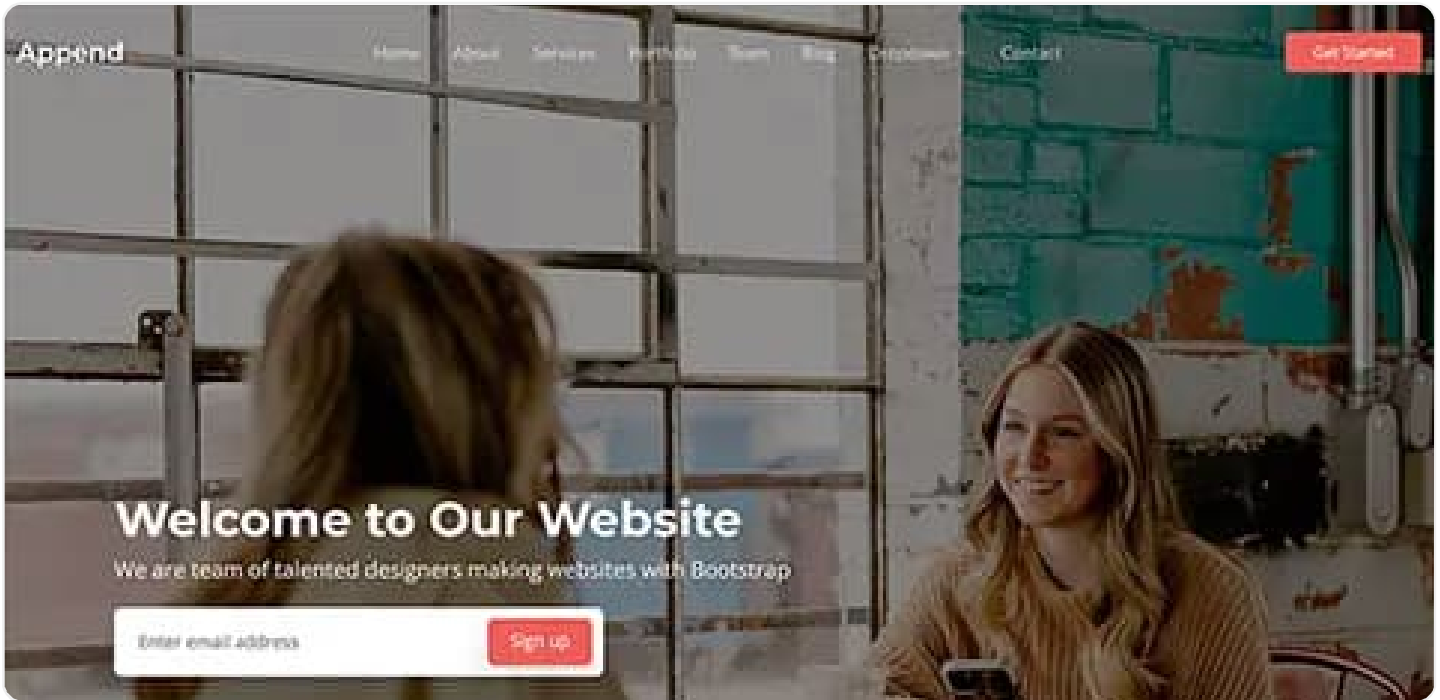 Append
Home About Services Portfolio Team Blog Dropdown Contact
Get Started
Welcome to Our Website
We are team of talented designers making websites with Bootstrap
Enter email address
Sign up